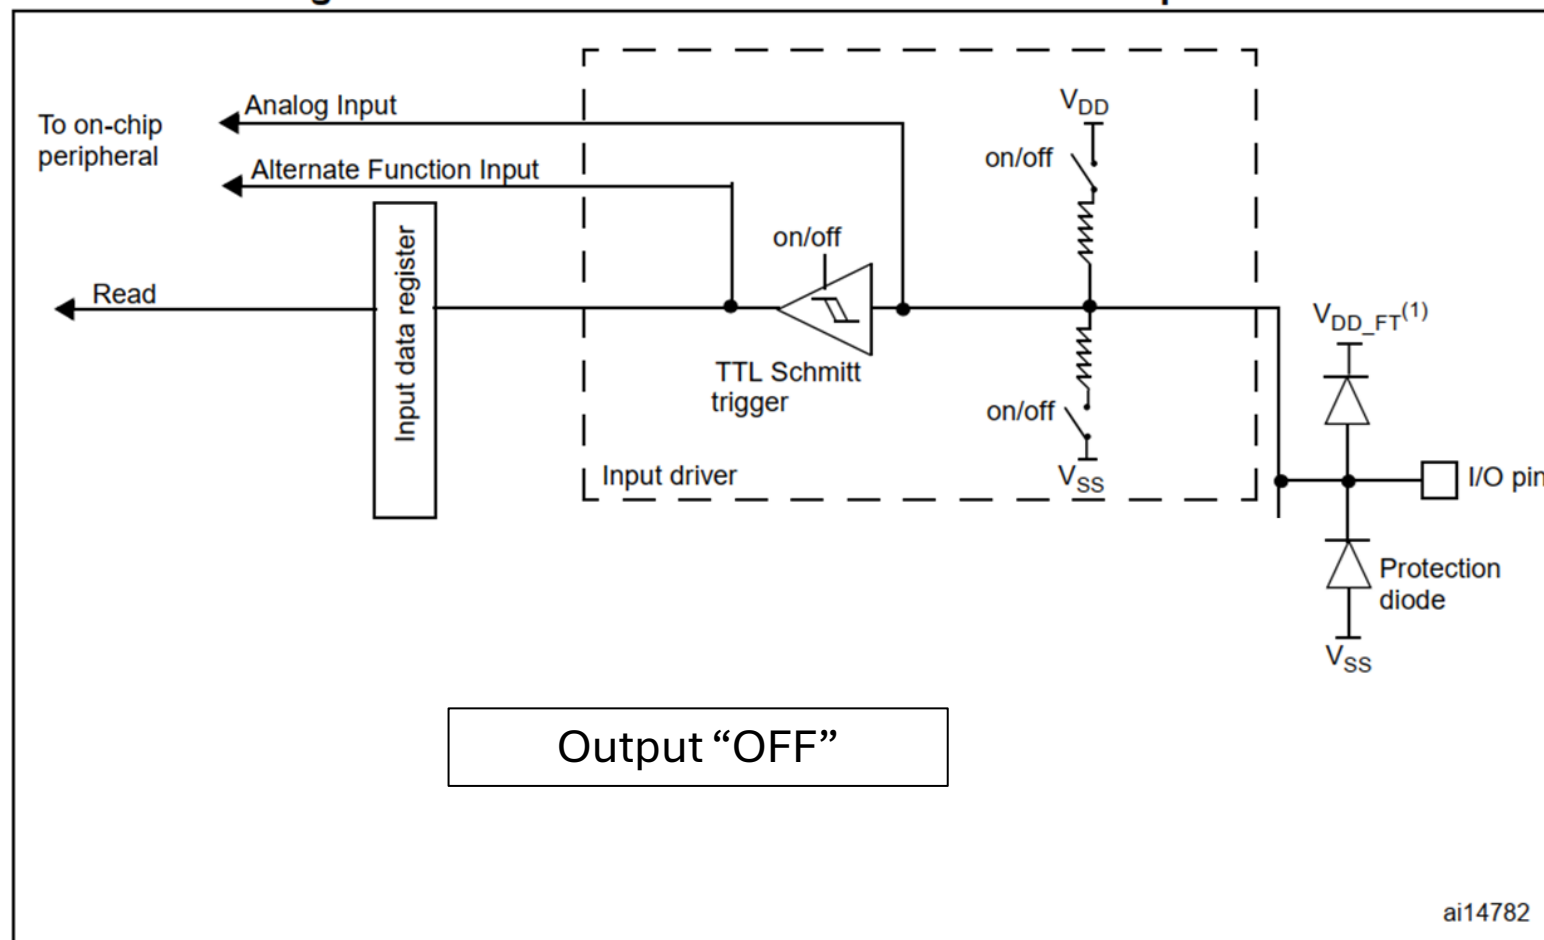 Analog Input
To on-chip
peripheral
Alternate Function Input
Read
Input data register
on/off
TTL Schmitt
trigger
VDD
on/off
on/off
VSS
Input driver
VDD_FT(1)
I/O pin
Protection
diode
VSS
Output “OFF”
ai14782